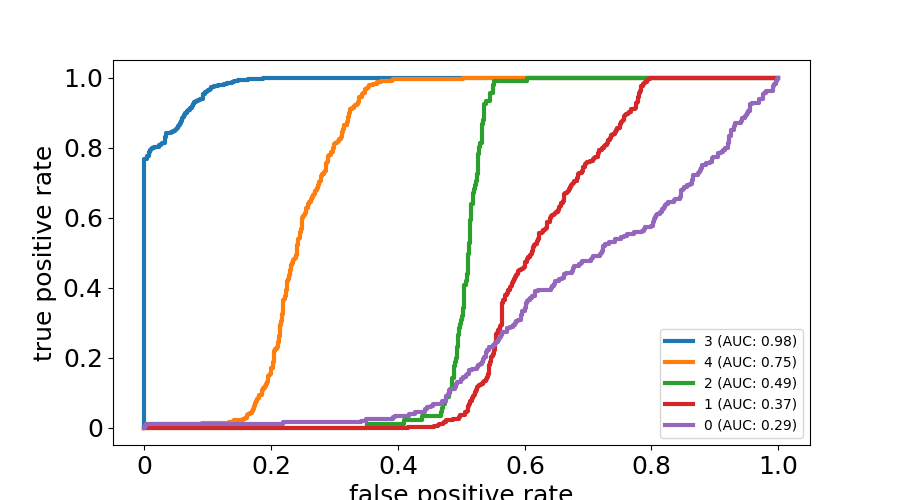 1.0
0.8
0.6
0.4
0.2
0
true positive rate
3 (AUC: 0.98)
4 (AUC: 0.75)
2 (AUC: 0.49)
1 (AUC: 0.37)
0 (AUC: 0.29)
0 0.2 0.4 0.6 0.8 1.0
false positive rate